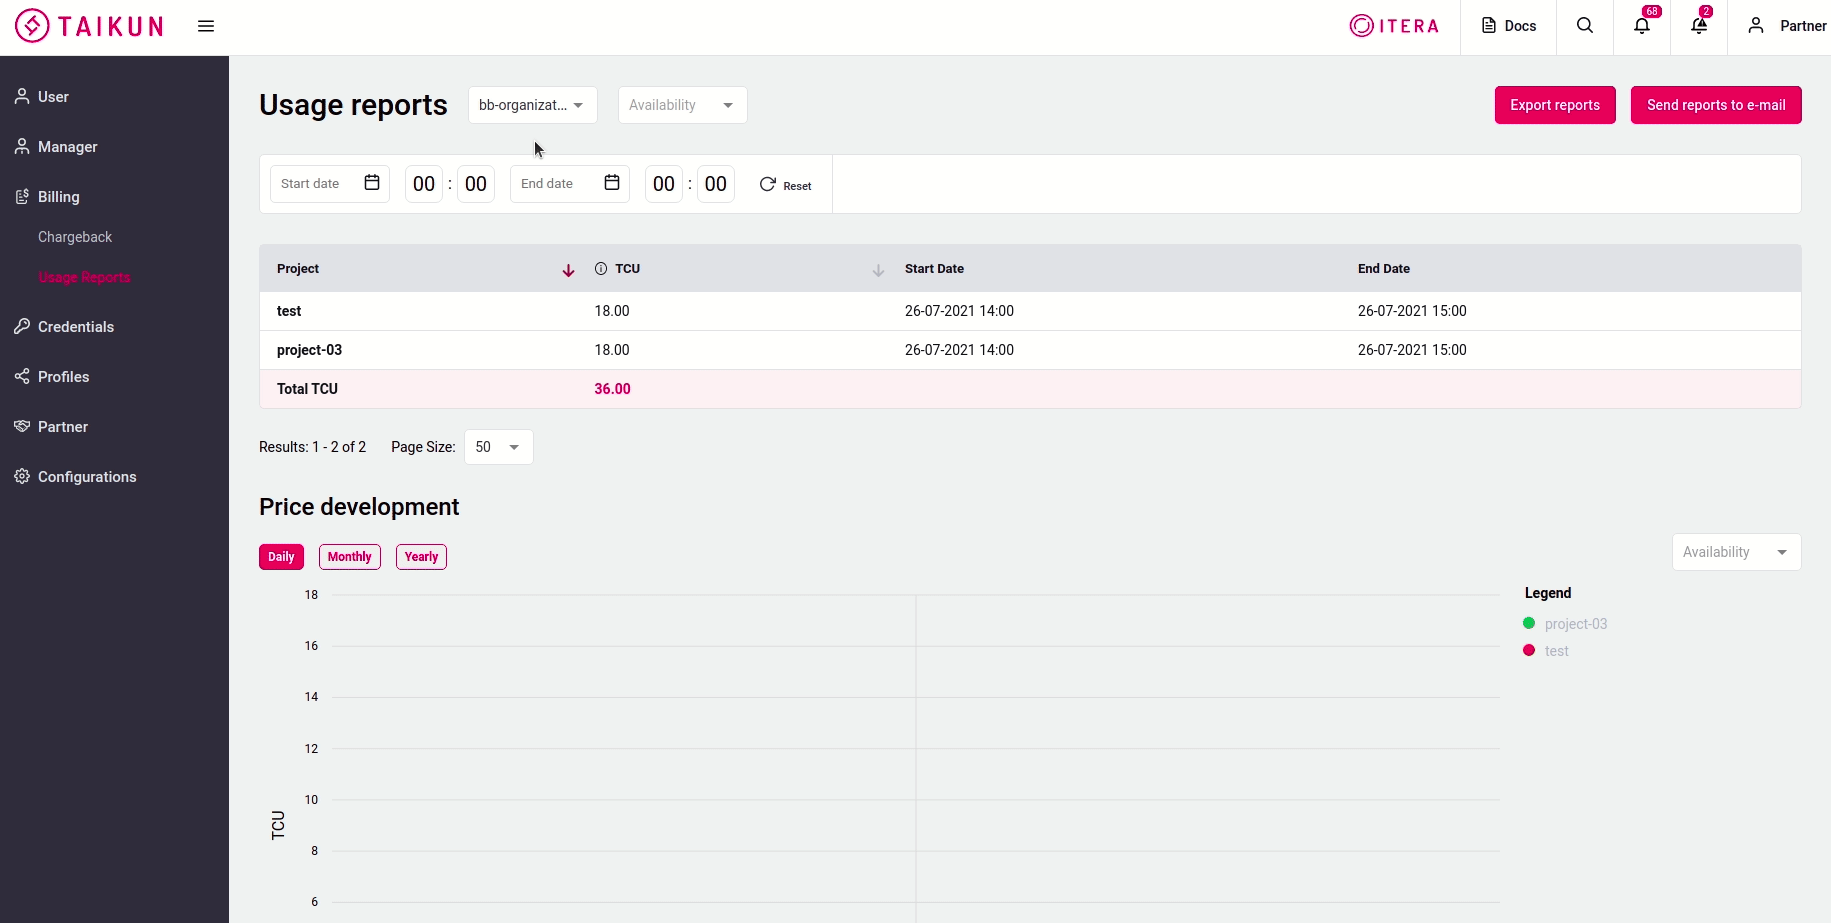 TAIKUN
ITERA
Docs
68
2
Partner
User
Manager
Billing
Chargeback
Usage Reports
Credentials
Profiles
Partner
Configurations
Usage reports
bb-organizat...
Availability
Export reports
Send reports to e-mail
Start date
00 : 00
End date
00 : 00
Reset
Project TCU Start Date End Date
test 18.00 26-07-2021 14:00 26-07-2021 15:00
project-03 18.00 26-07-2021 14:00 26-07-2021 15:00
Total TCU 36.00
Results: 1 - 2 of 2 Page Size: 50
Price development
Daily Monthly Yearly
Availability
18
16
14
12
10
8
6
TCU
Legend
project-03
test